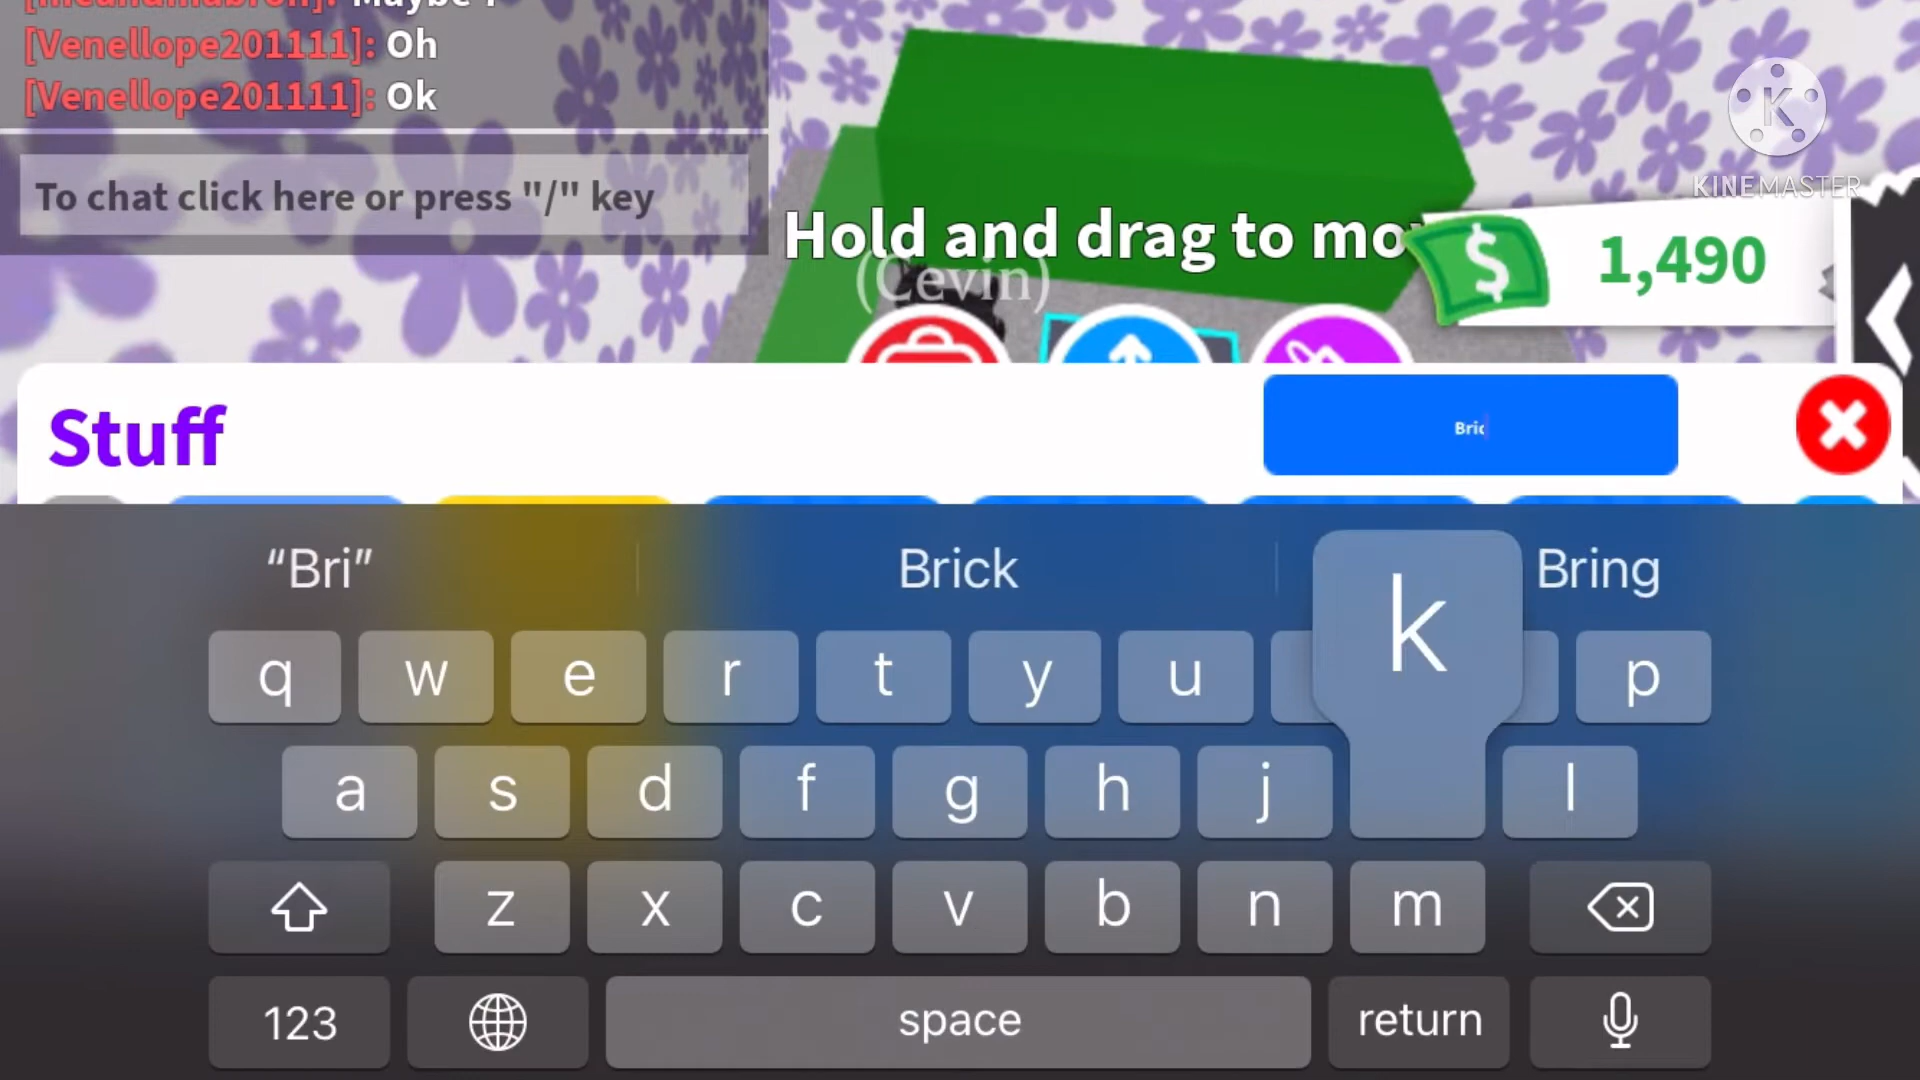 [Venellope201111]: Oh
[Venellope201111]: Ok
To chat click here or press "/" key
Hold and drag to mo
(Cevin)
$ 1,490
K
KINEMASTER
Stuff
Bric
“Bri” Brick Bring
k
q w e r t y u p
a s d f g h j l
z x c v b n m
123 space return